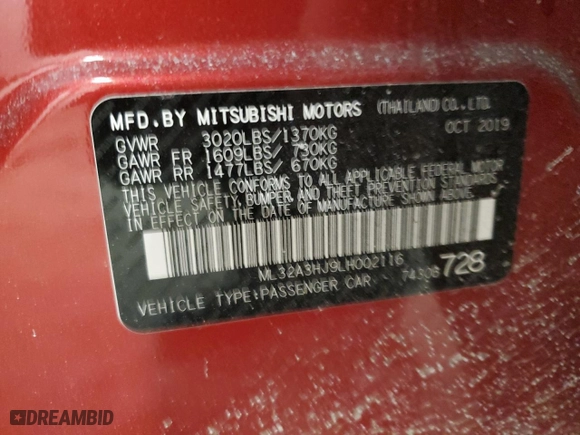 MFD.BY MITSUBISHI MOTORS (THAILAND)CO., LTD.
OCT 2019
GVWR 3020LBS/1370KG
GAWR FR 1609LBS/ 730KG
GAWR RR 1477LBS/ 670KG
THIS VEHICLE CONFORMS TO ALL APPLICABLE FEDERAL MOTOR
VEHICLE SAFETY, BUMPER, AND THEFT PREVENTION STANDARDS
IN EFFECT ON THE DATE OF MANUFACTURE SHOWN ABOVE.
ML32A3HJ9LH002116
VEHICLE TYPE:PASSENGER CAR 728
DREAMBID